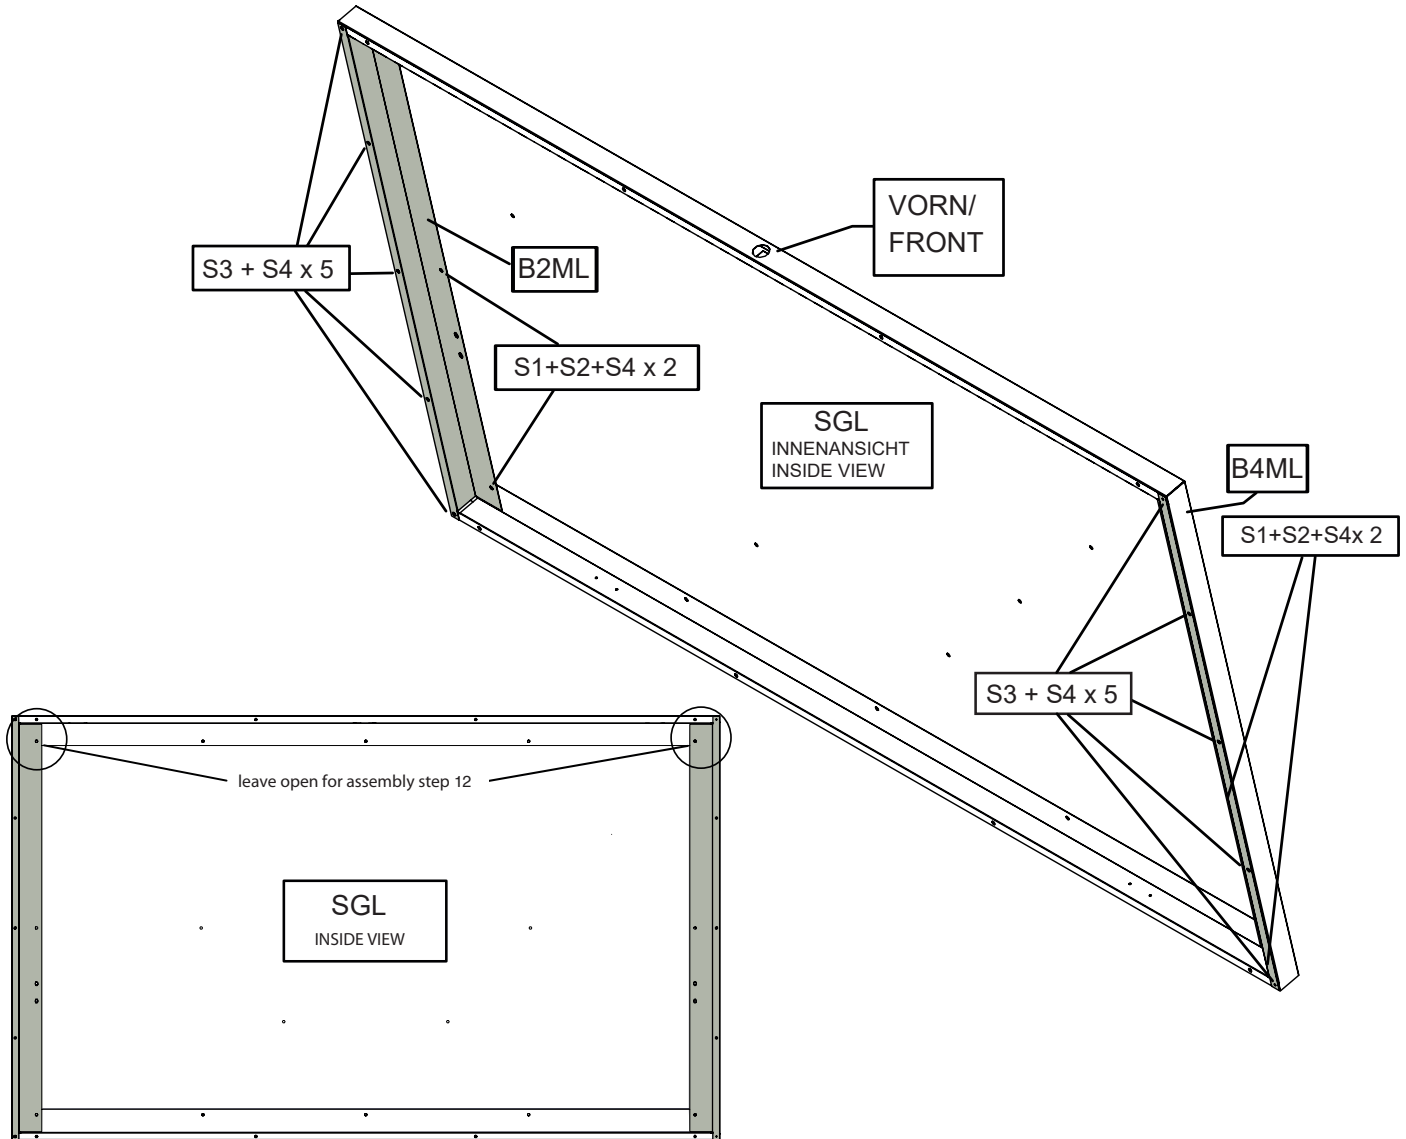 VORN/
FRONT
S3 + S4 x 5
B2ML
S1+S2+S4 x 2
SGL
INNENANSICHT
INSIDE VIEW
B4ML
S1+S2+S4x 2
S3 + S4 x 5
leave open for assembly step 12
SGL
INSIDE VIEW